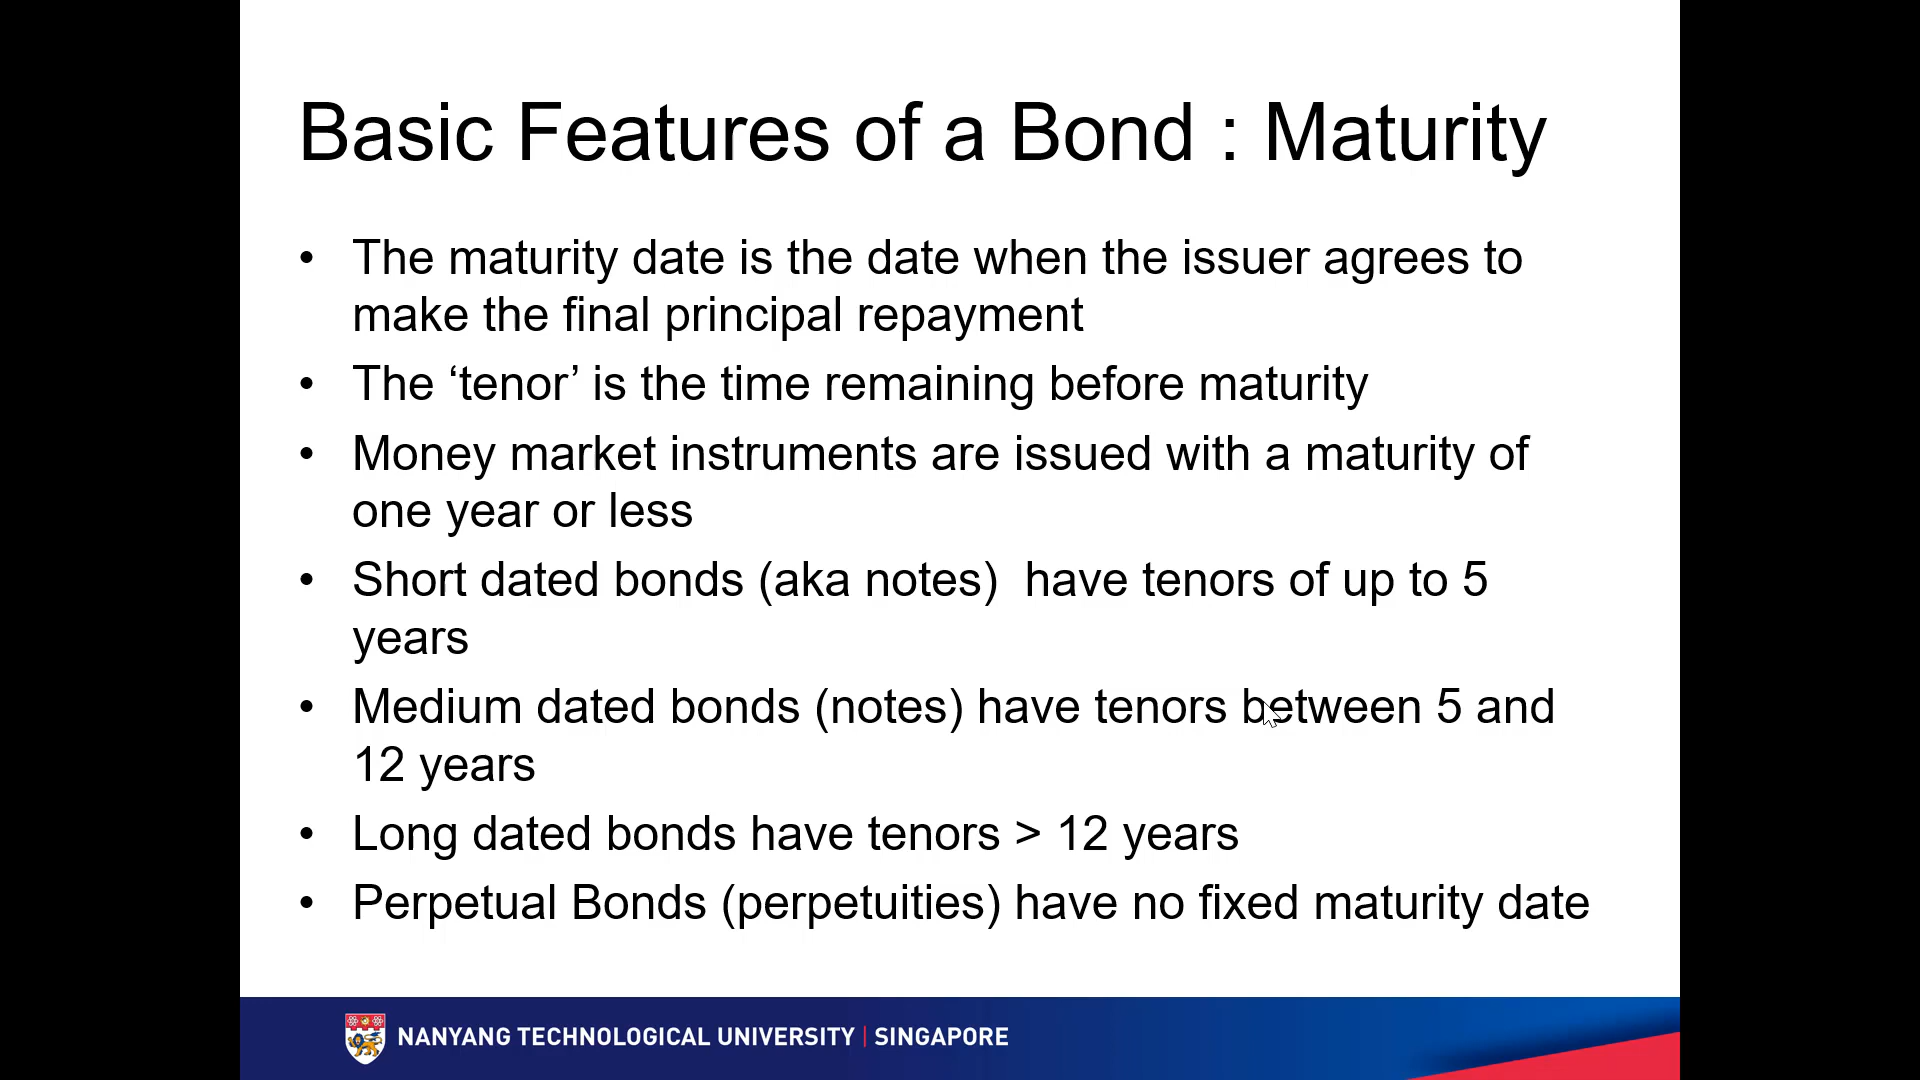 Basic Features of a Bond : Maturity
• The maturity date is the date when the issuer agrees to
make the final principal repayment
• The ‘tenor’ is the time remaining before maturity
• Money market instruments are issued with a maturity of
one year or less
• Short dated bonds (aka notes)  have tenors of up to 5
years
• Medium dated bonds (notes) have tenors between 5 and
12 years
• Long dated bonds have tenors > 12 years
• Perpetual Bonds (perpetuities) have no fixed maturity date
NANYANG TECHNOLOGICAL UNIVERSITY | SINGAPORE